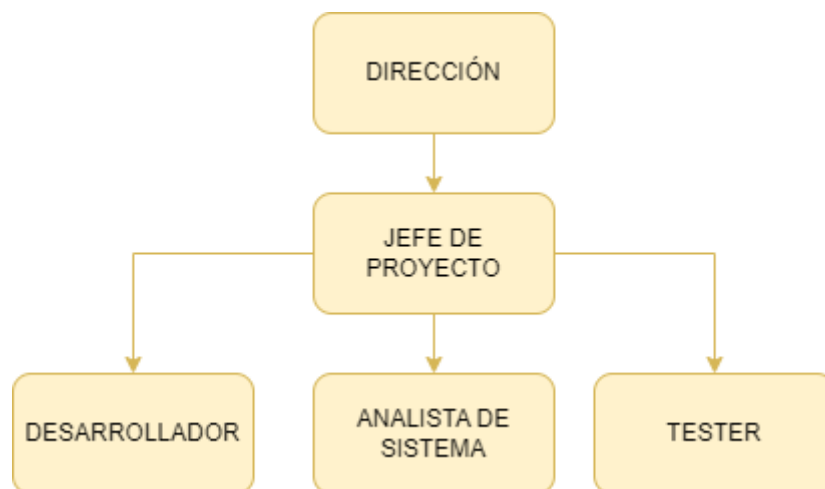 DIRECCIÓN
JEFE DE
PROYECTO
DESARROLLADOR
ANALISTA DE
SISTEMA
TESTER